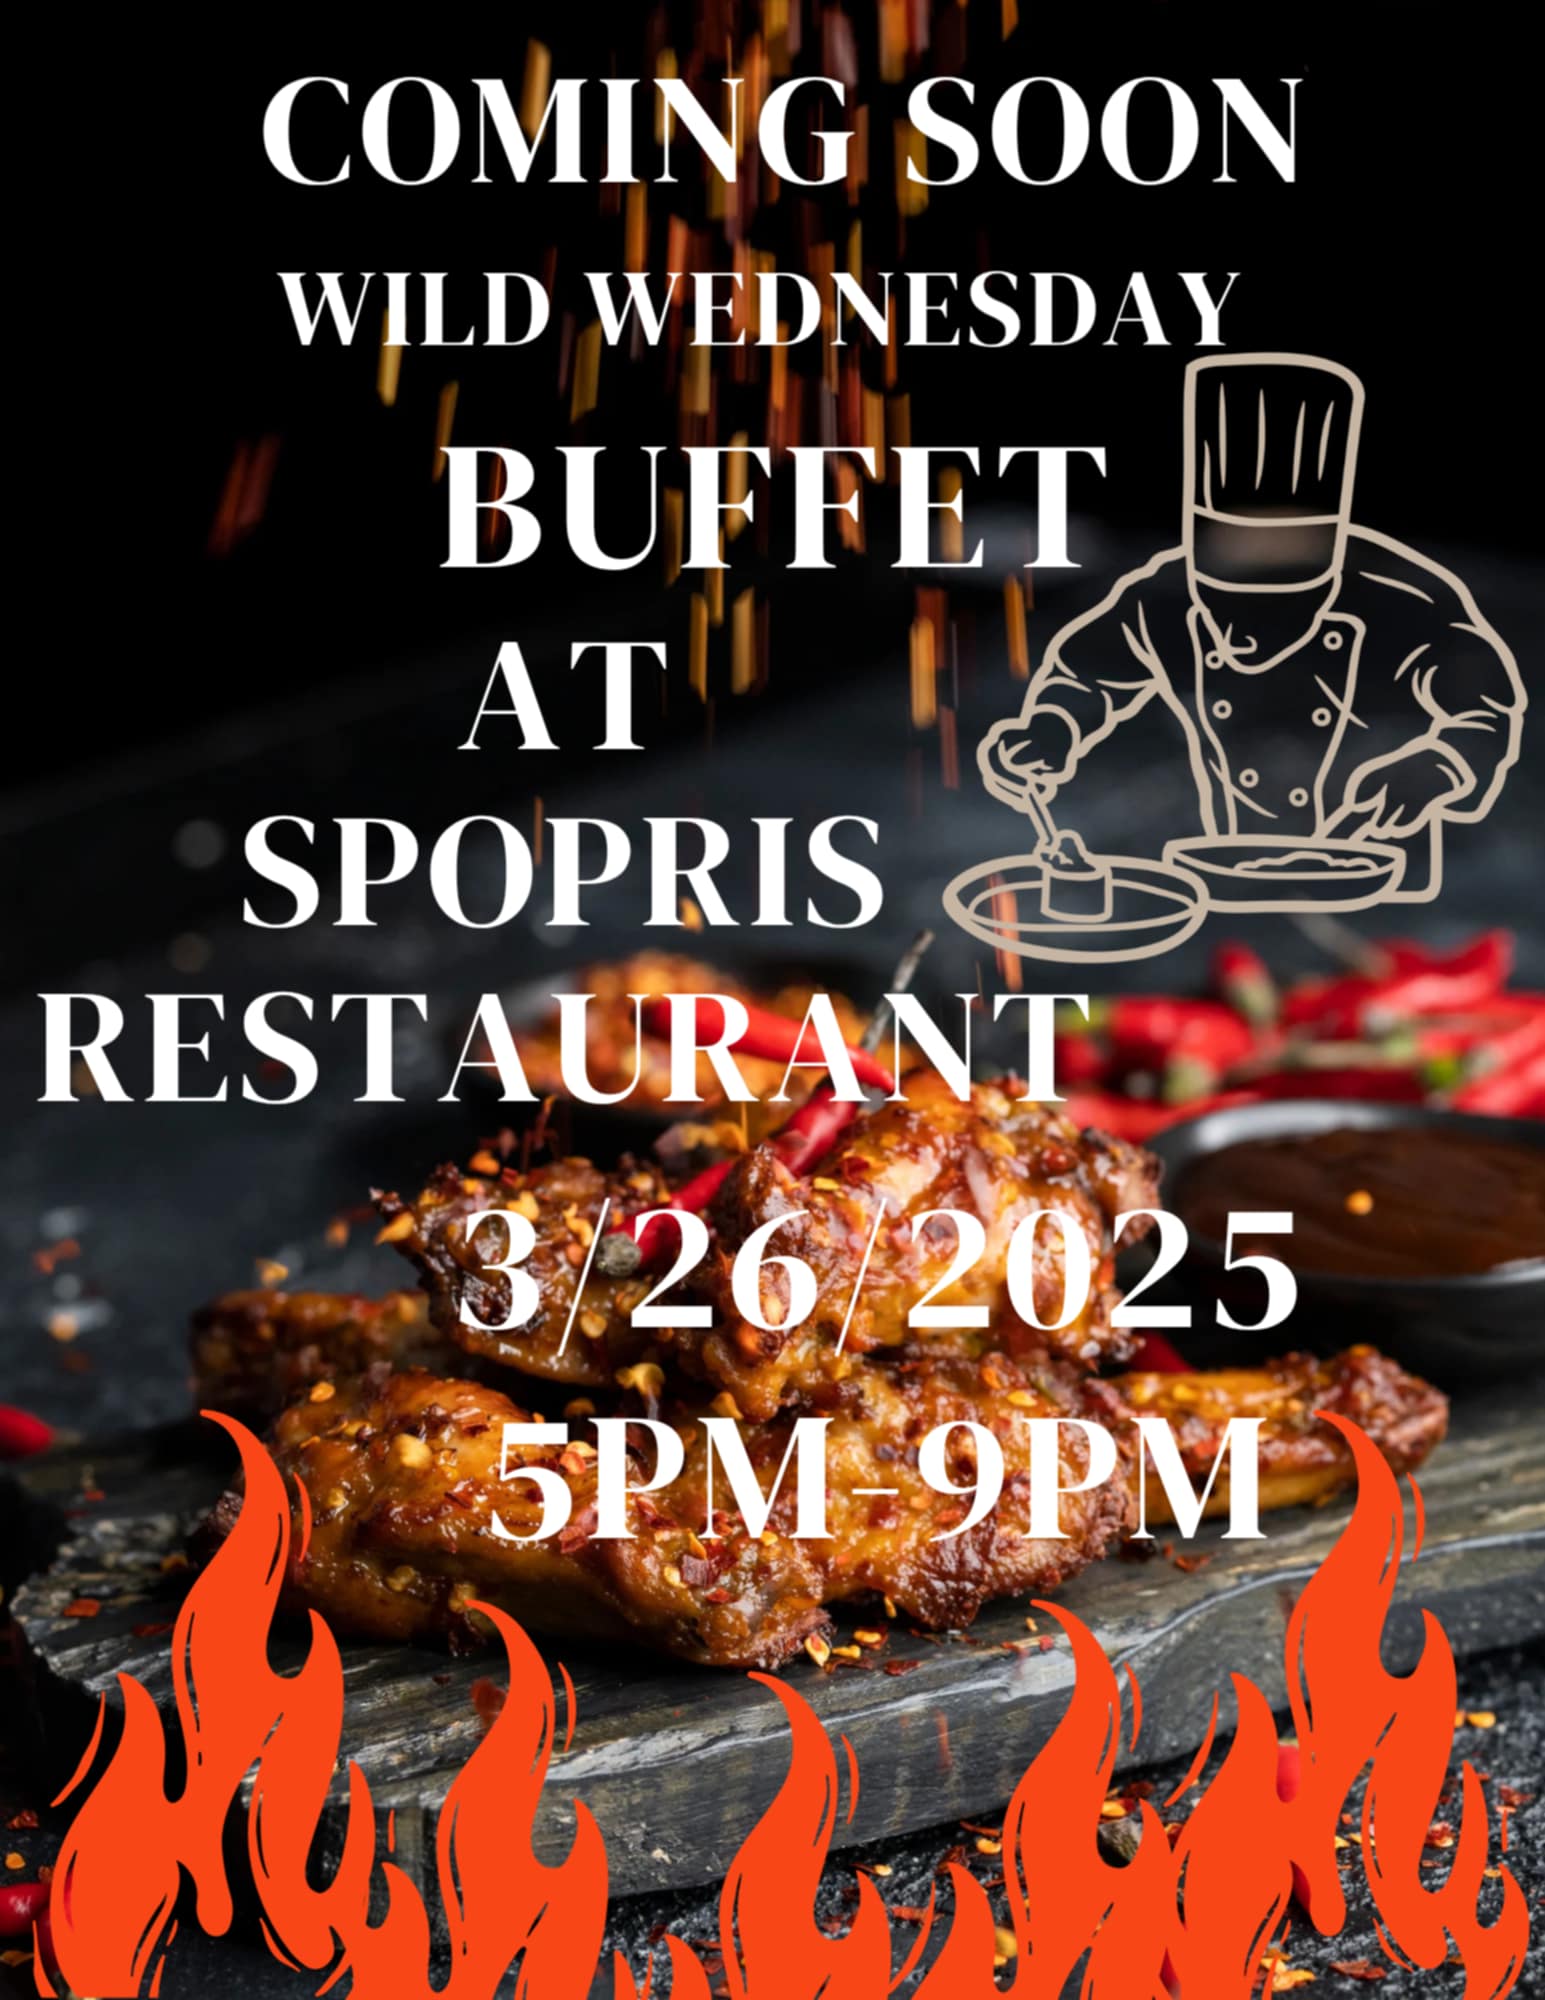 COMING SOON
WILD WEDNESDAY
BUFFET
AT
SPOPRIS
RESTAURANT
3/26/2025
5PM-9PM